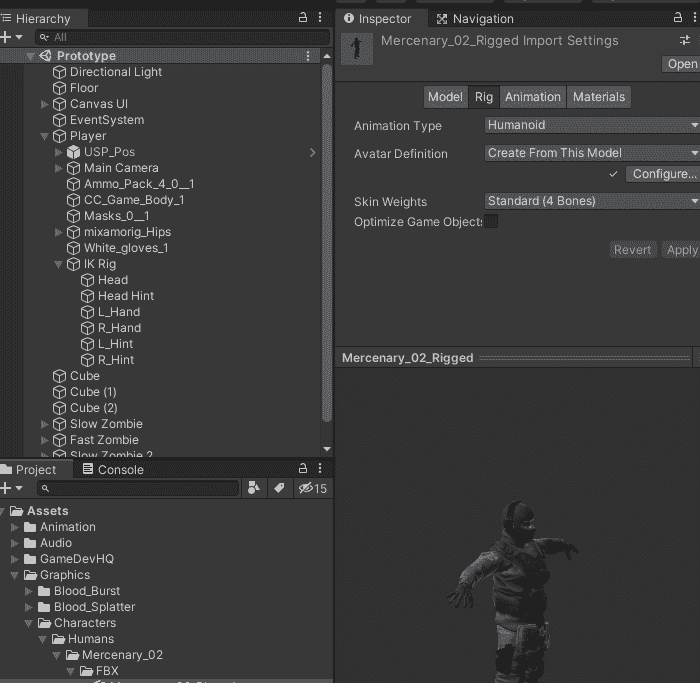 Hierarchy
All
Prototype
Directional Light
Floor
Canvas UI
EventSystem
Player
USP_Pos
Main Camera
Ammo_Pack_4_0__1
CC_Game_Body_1
Masks_0__1
mixamorig_Hips
White_gloves_1
IK Rig
Head
Head Hint
L_Hand
R_Hand
L_Hint
R_Hint
Cube
Cube (1)
Cube (2)
Slow Zombie
Fast Zombie
Slow Zombie 2
Project
Console
15
Assets
Animation
Audio
GameDevHQ
Graphics
Blood_Burst
Blood_Splatter
Characters
Humans
Mercenary_02
FBX
Inspector
Navigation
Mercenary_02_Rigged Import Settings
Open
Model Rig Animation Materials
Animation Type Humanoid
Avatar Definition Create From This Model
Configure...
Skin Weights Standard (4 Bones)
Optimize Game Object
Revert Apply
Mercenary_02_Rigged